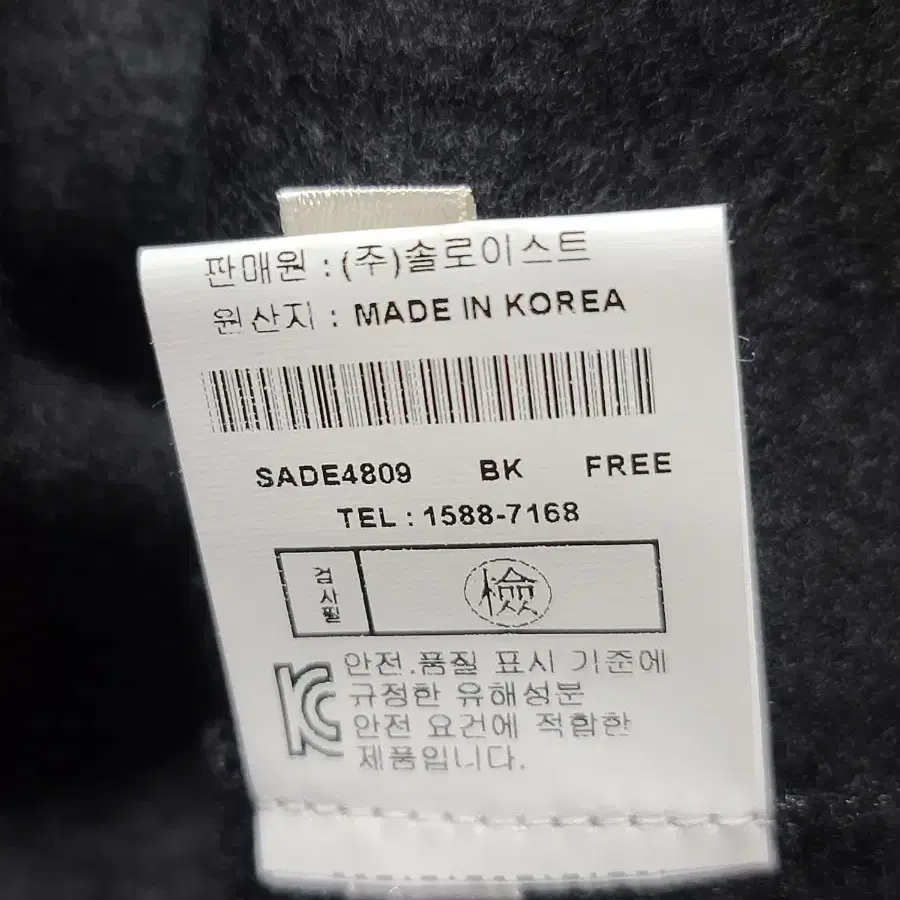 판매원 : (주)솔로이스트
원산지 : MADE IN KOREA
SADE4809 BK FREE
TEL : 1588-7168
검사필 檢
안전.품질 표시 기준에
규정한 유해성분
안전 요건에 적합한
제품입니다.